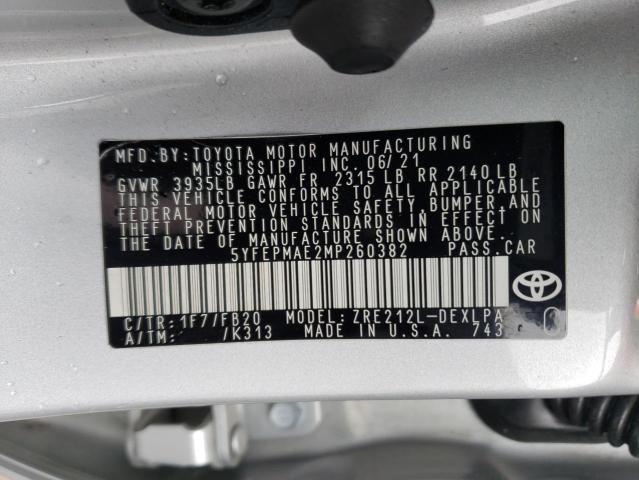 MFD. BY: TOYOTA MOTOR MANUFACTURING
MISSISSIPPI INC. 06/21
GVWR 3935LB GAWR FR 2315 LB RR 2140 LB
THIS VEHICLE CONFORMS TO ALL APPLICABLE
FEDERAL MOTOR VEHICLE SAFETY, BUMPER, AND
THEFT PREVENTION STANDARDS IN EFFECT ON
THE DATE OF MANUFACTURE SHOWN ABOVE.
5YFEPMAE2MP260382 PASS. CAR
C/TR: 1F7/FB20 MODEL: ZRE212L-DEXLPA
A/TM: /K313 MADE IN U.S.A. 743